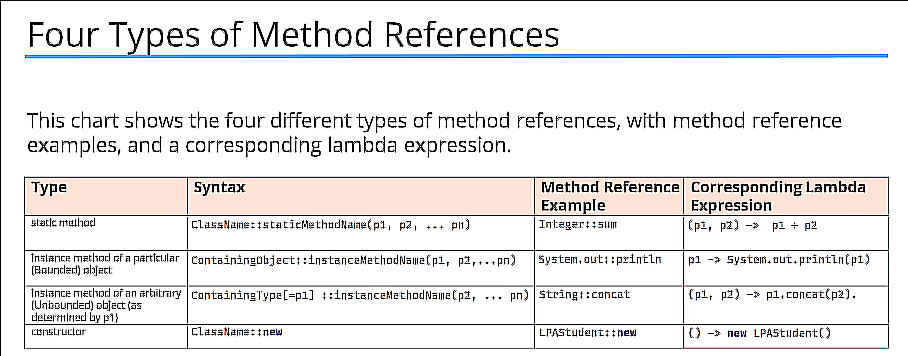 Four Types of Method References
This chart shows the four different types of method references, with method reference
examples, and a corresponding lambda expression.
Type Syntax Method Reference Example Corresponding Lambda Expression
static method ClassName::staticMethodName(p1, p2, ... pn) Integer::sum (p1, p2) -> p1 + p2
Instance method of a particular (Bounded) object ContainingObject::instanceMethodName(p1, p2,...pn) System.out::println p1 -> System.out.println(p1)
Instance method of an arbitrary (Unbounded) object (as determined by p1) ContainingType[=p1] ::instanceMethodName(p2, ... pn) String::concat (p1, p2) -> p1.concat(p2).
constructor ClassName::new LPAStudent::new () -> new LPAStudent()